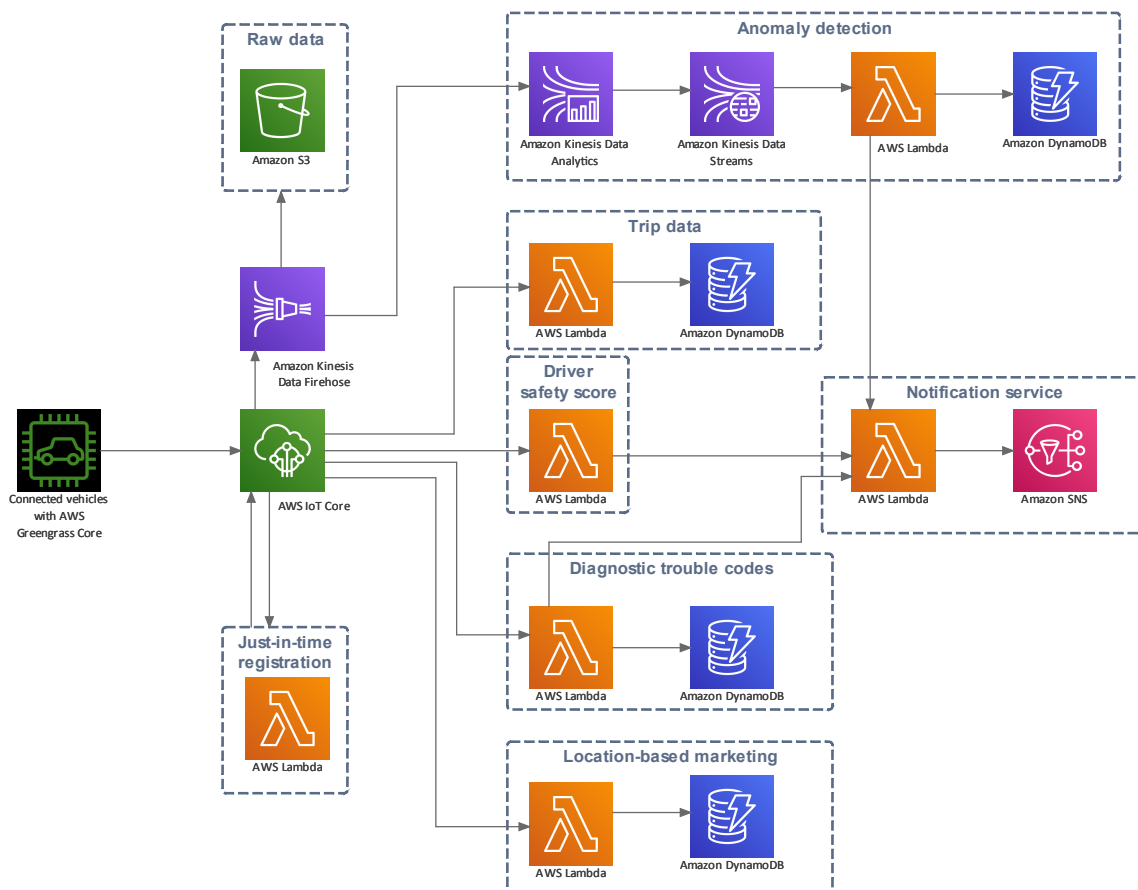 Raw data
Amazon S3
Anomaly detection
Amazon Kinesis Data
Analytics
Amazon Kinesis Data
Streams
AWS Lambda
Amazon DynamoDB
Trip data
AWS Lambda
Amazon DynamoDB
Amazon Kinesis
Data Firehose
Driver
safety score
AWS Lambda
Notification service
AWS Lambda
Amazon SNS
Connected vehicles
with AWS
Greengrass Core
AWS IoT Core
Diagnostic trouble codes
AWS Lambda
Amazon DynamoDB
Just-in-time
registration
AWS Lambda
Location-based marketing
AWS Lambda
Amazon DynamoDB